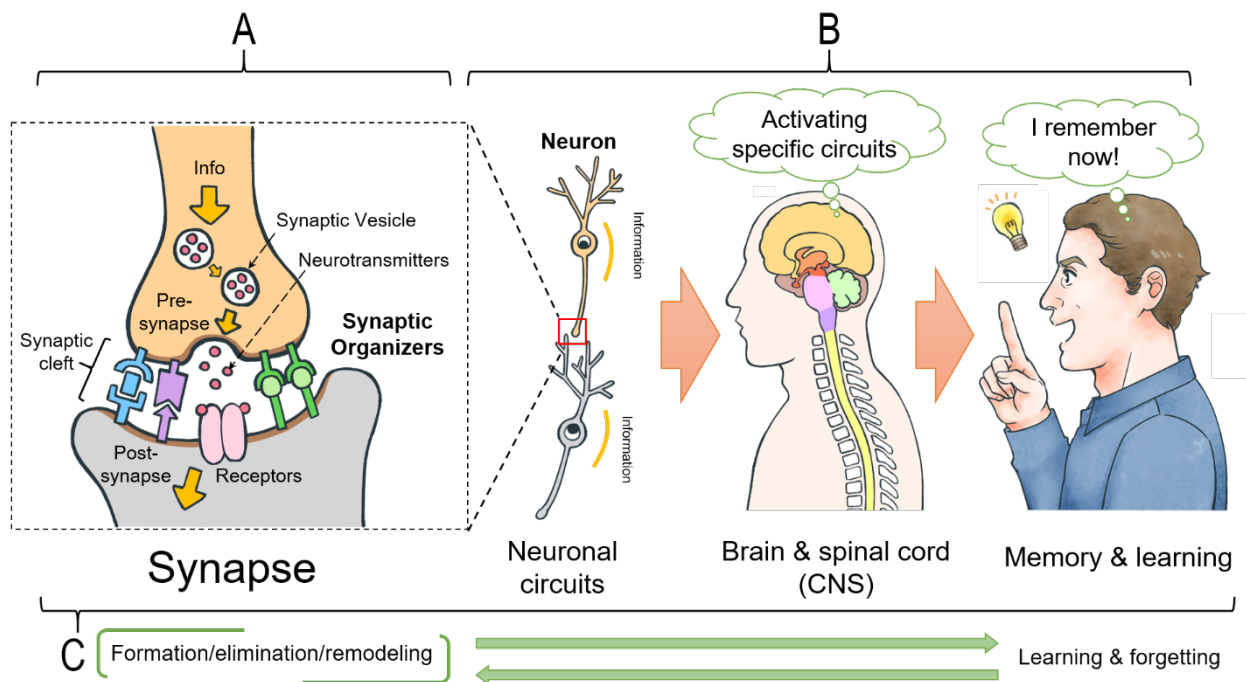 A
B
Info
Synaptic Vesicle
Neurotransmitters
Pre-
synapse
Synaptic
cleft
Synaptic
Organizers
Post-
synapse
Receptors
Synapse
Neuron
Information
Information
Neuronal
circuits
Activating
specific circuits
Brain & spinal cord
(CNS)
I remember
now!
Memory & learning
C
Formation/elimination/remodeling
Learning & forgetting